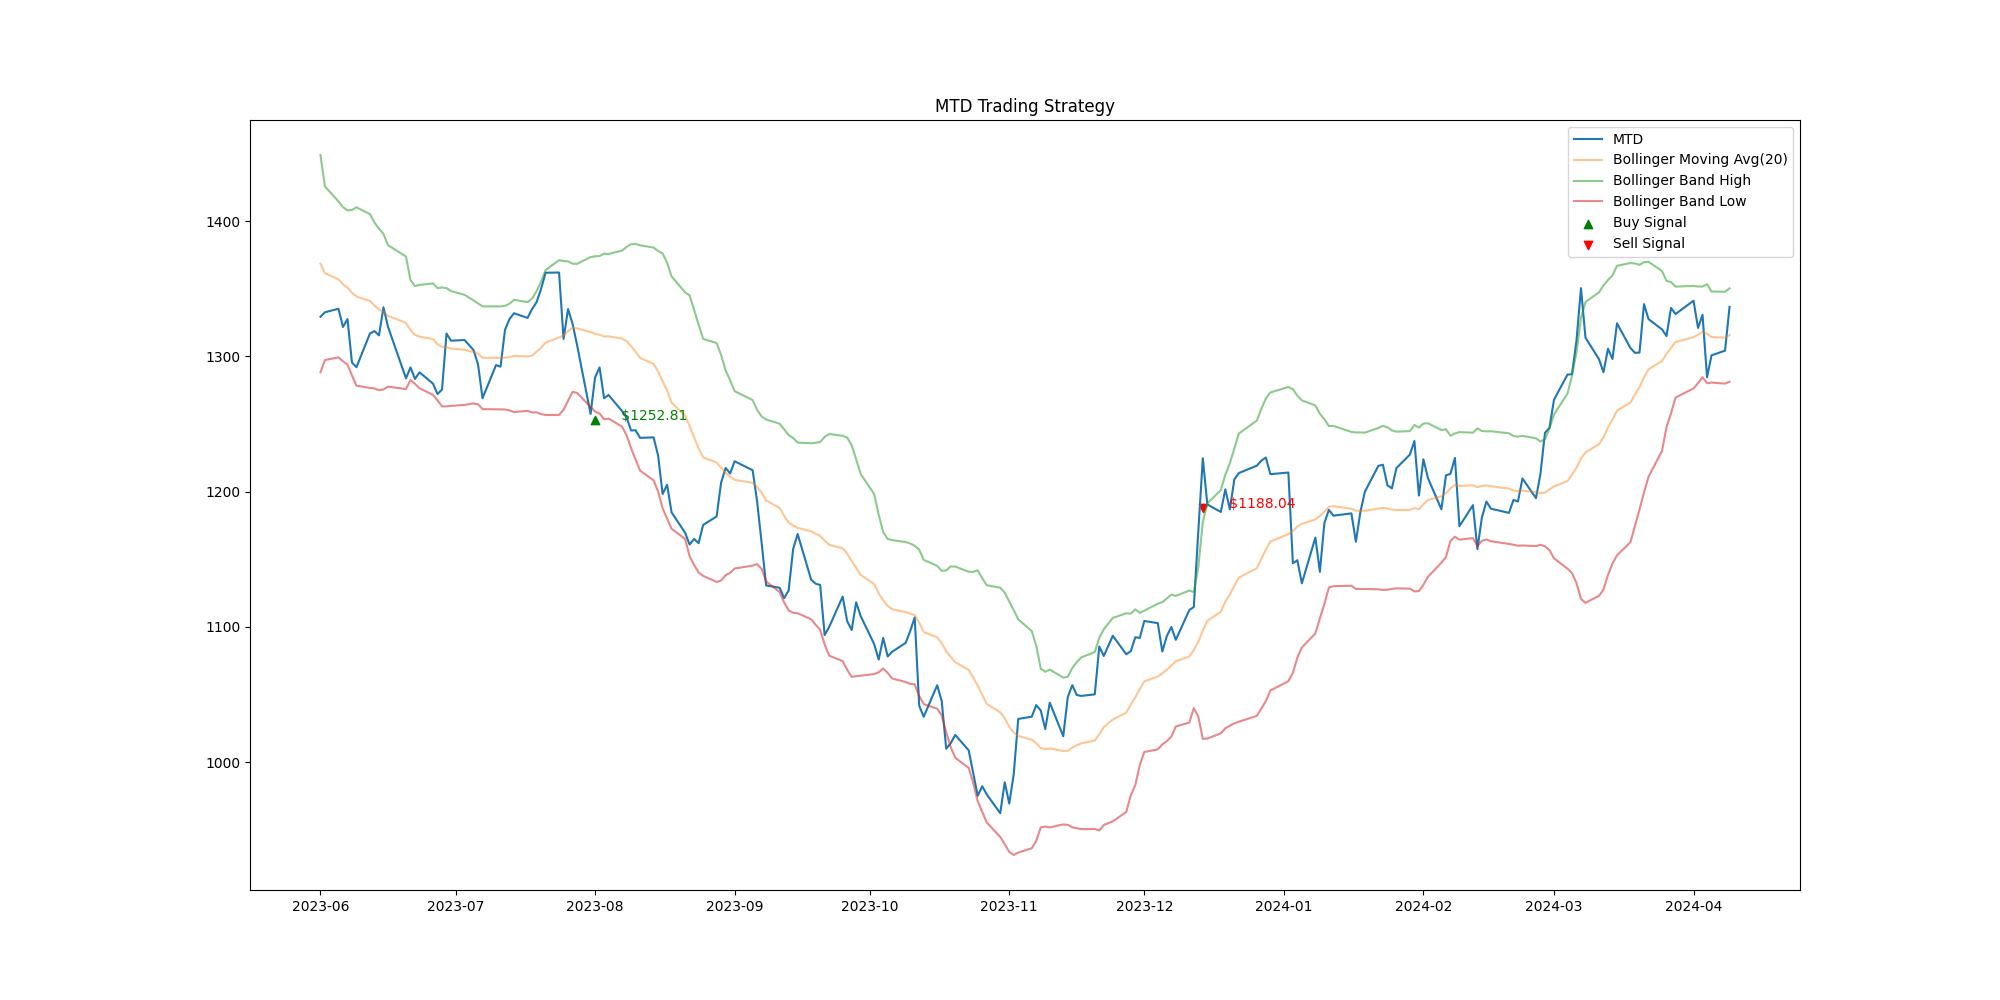 MTD Trading Strategy
MTD
Bollinger Moving Avg(20)
Bollinger Band High
Bollinger Band Low
Buy Signal
Sell Signal
1400
1300
1200
1100
1000
$1252.81
$1188.04
2023-06
2023-07
2023-08
2023-09
2023-10
2023-11
2023-12
2024-01
2024-02
2024-03
2024-04